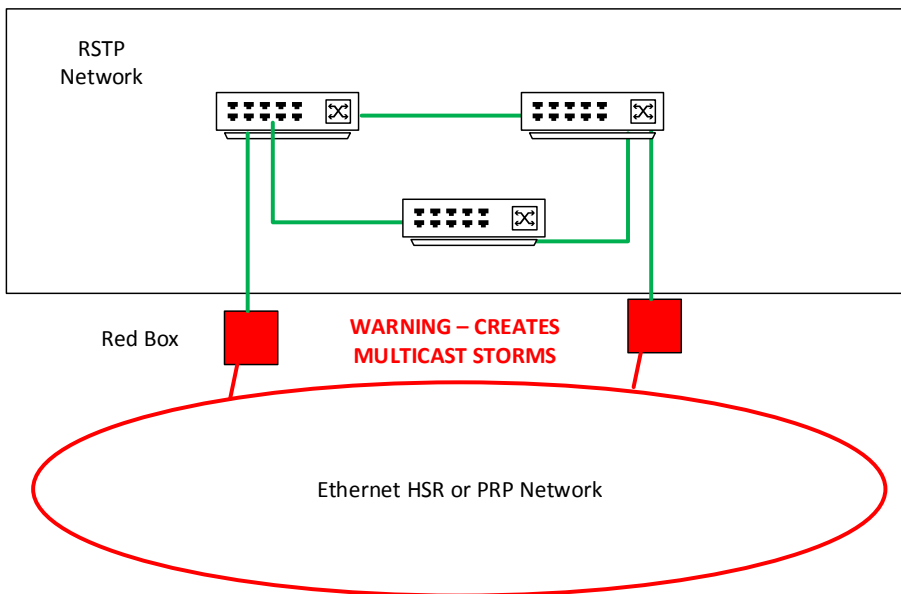 RSTP
Network
Red Box
WARNING – CREATES
MULTICAST STORMS
Ethernet HSR or PRP Network